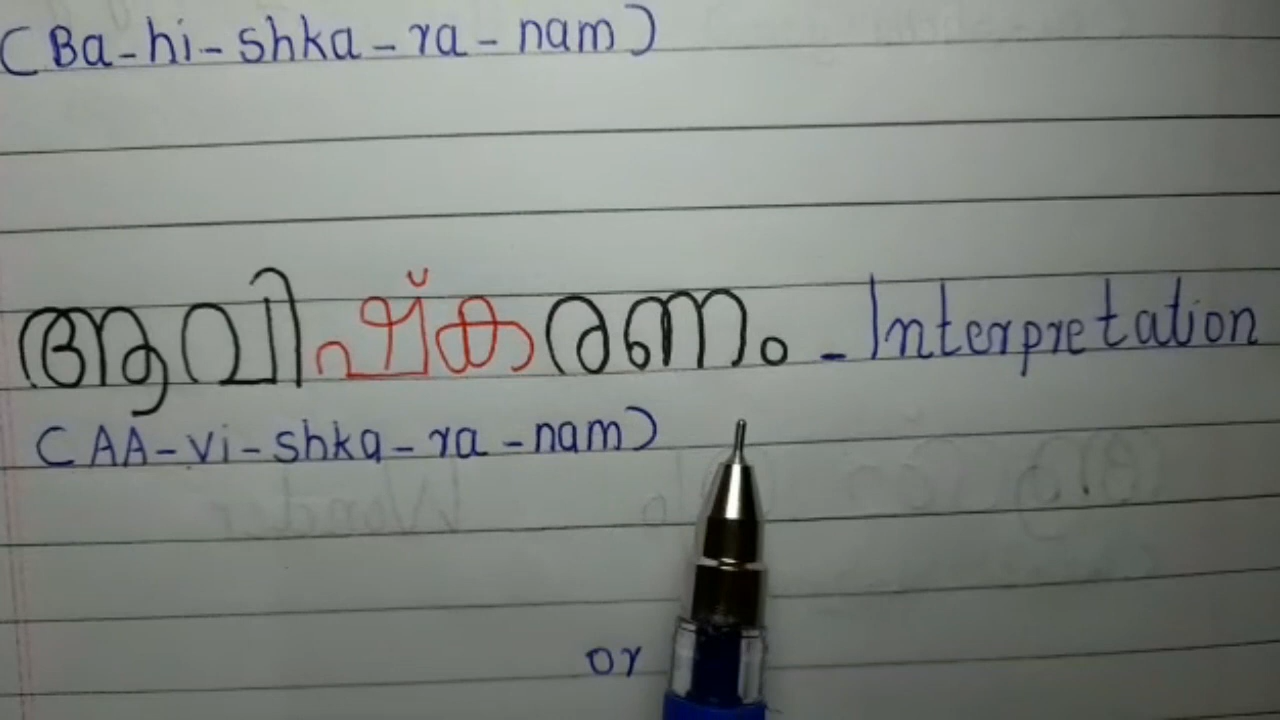 (Ba-hi-shka-ra-nam)
ആവിഷ്കരണം - Interpretation
(AA-vi-shka-ra-nam)
or